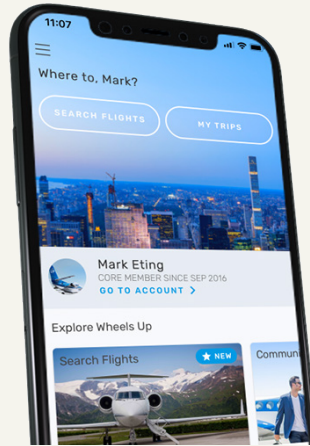 11:07
Where to, Mark?
SEARCH FLIGHTS
MY TRIPS
Mark Eting
CORE MEMBER SINCE SEP 2016
GO TO ACCOUNT
Explore Wheels Up
Search Flights
NEW
Communi